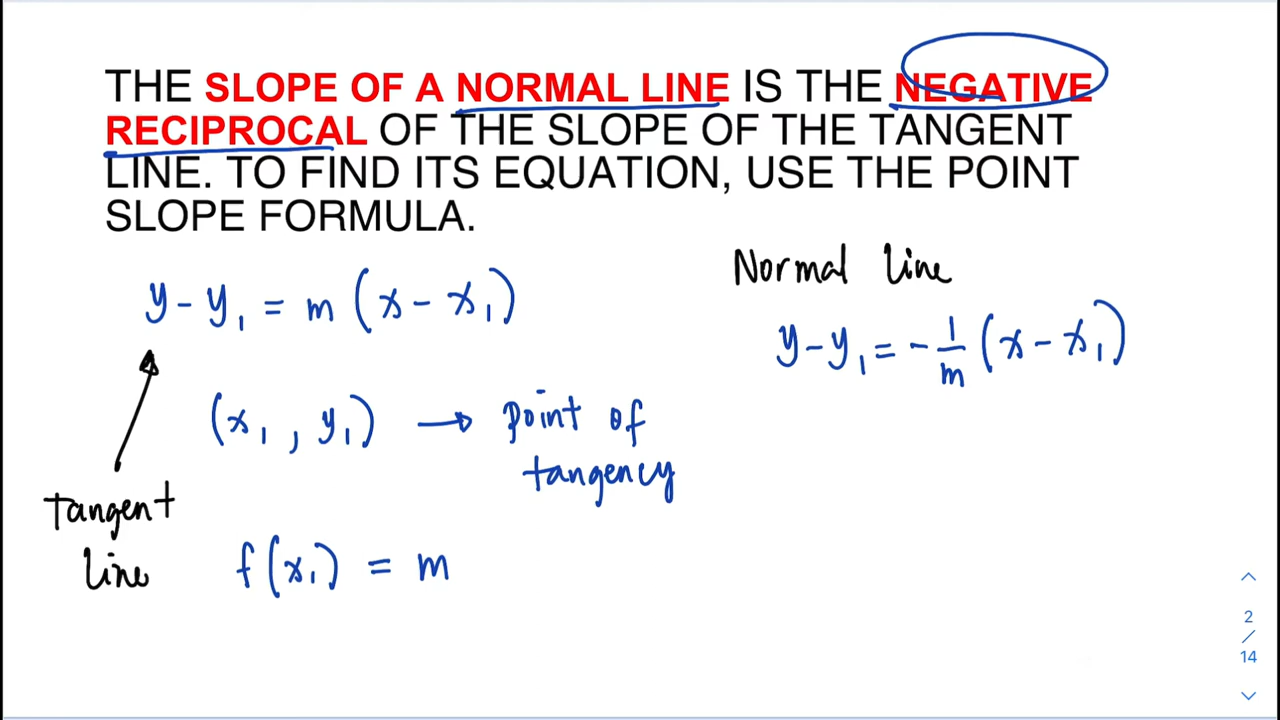 THE SLOPE OF A NORMAL LINE IS THE NEGATIVE
RECIPROCAL OF THE SLOPE OF THE TANGENT
LINE. TO FIND ITS EQUATION, USE THE POINT
SLOPE FORMULA.
y - y₁ = m (x - x₁)
(x₁, y₁) → point of
tangency
Tangent
line
f(x₁) = m
Normal line
y - y₁ = - 1/m (x - x₁)
2
/
14